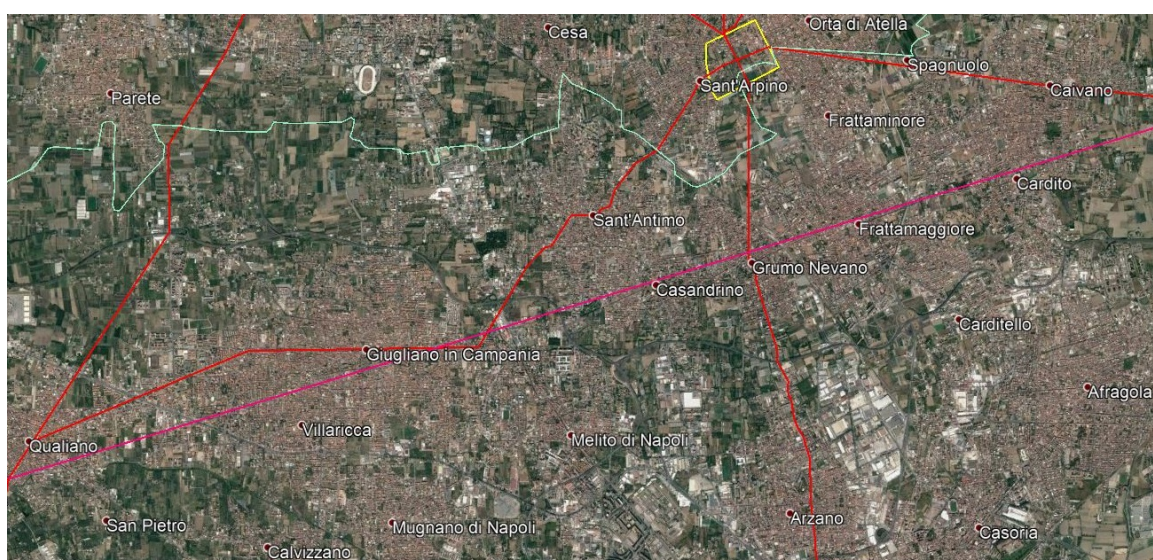 Cesa
Orta di Atella
Spagnuolo
Sant'Arpino
Caivano
Parete
Frattaminore
Cardito
Sant'Antimo
Frattamaggiore
Grumo Nevano
Casandrino
Carditello
Giugliano in Campania
Afragola
Villaricca
Melito di Napoli
Qualiano
Arzano
San Pietro
Mugnano di Napoli
Casoria
Calvizzano